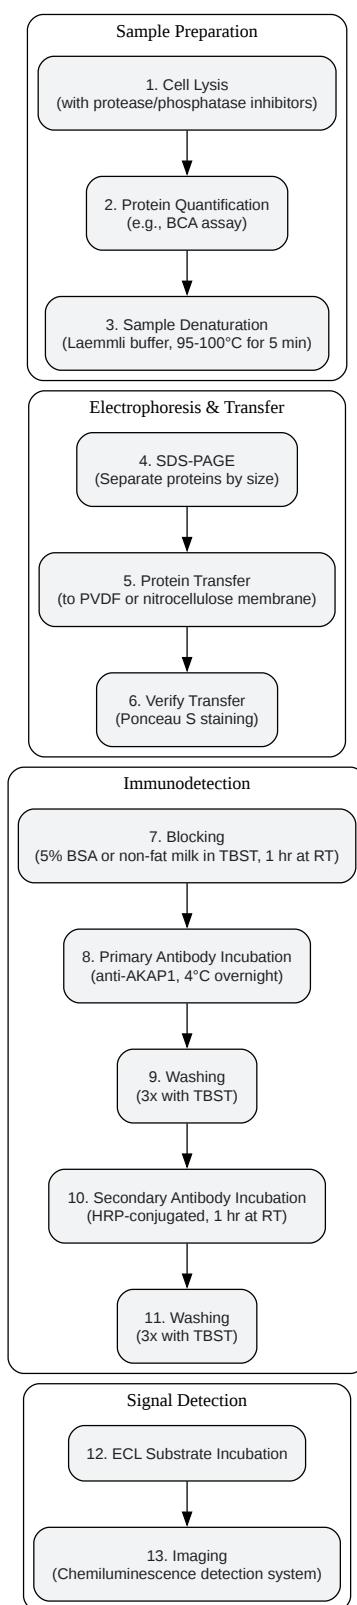 Sample Preparation
1. Cell Lysis
(with protease/phosphatase inhibitors)
2. Protein Quantification
(e.g., BCA assay)
3. Sample Denaturation
(Laemmli buffer, 95-100°C for 5 min)
Electrophoresis & Transfer
4. SDS-PAGE
(Separate proteins by size)
5. Protein Transfer
(to PVDF or nitrocellulose membrane)
6. Verify Transfer
(Ponceau S staining)
Immunodetection
7. Blocking
(5% BSA or non-fat milk in TBST, 1 hr at RT)
8. Primary Antibody Incubation
(anti-AKAP1, 4°C overnight)
9. Washing
(3x with TBST)
10. Secondary Antibody Incubation
(HRP-conjugated, 1 hr at RT)
11. Washing
(3x with TBST)
Signal Detection
12. ECL Substrate Incubation
13. Imaging
(Chemiluminescence detection system)